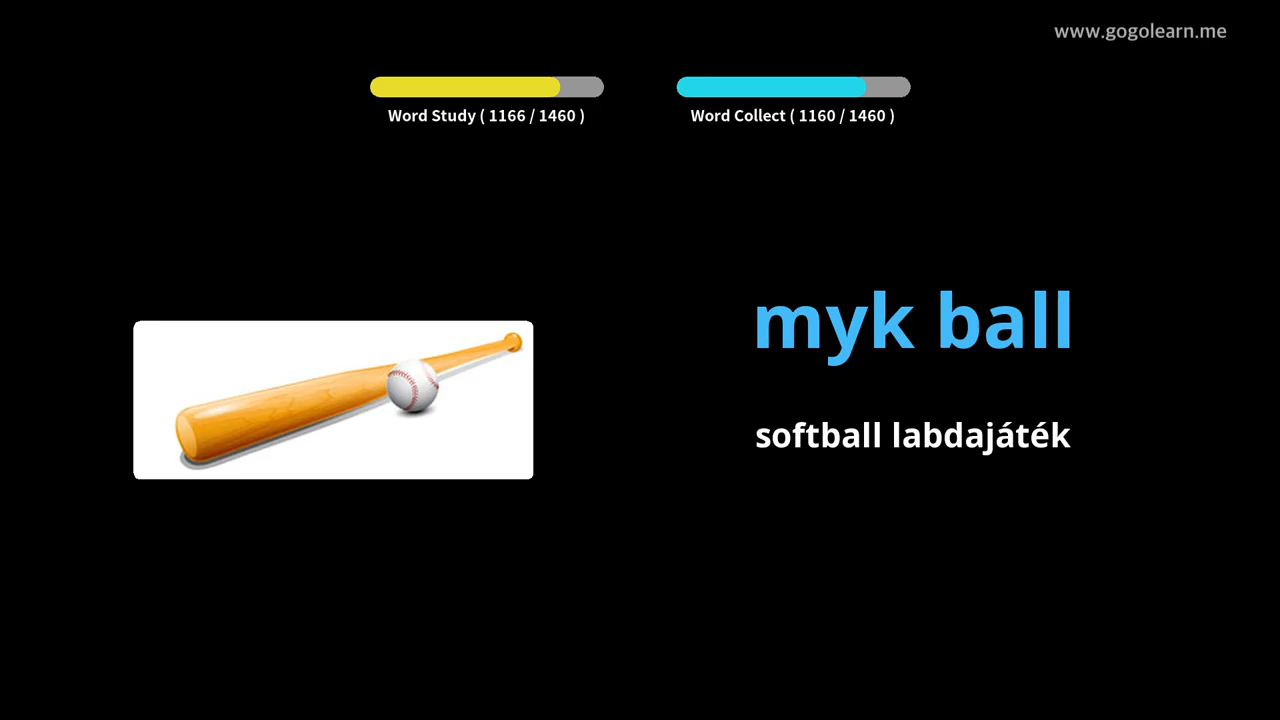 www.gogolearn.me
Word Study ( 1166 / 1460 )
Word Collect ( 1160 / 1460 )
myk ball
softball labdajáték